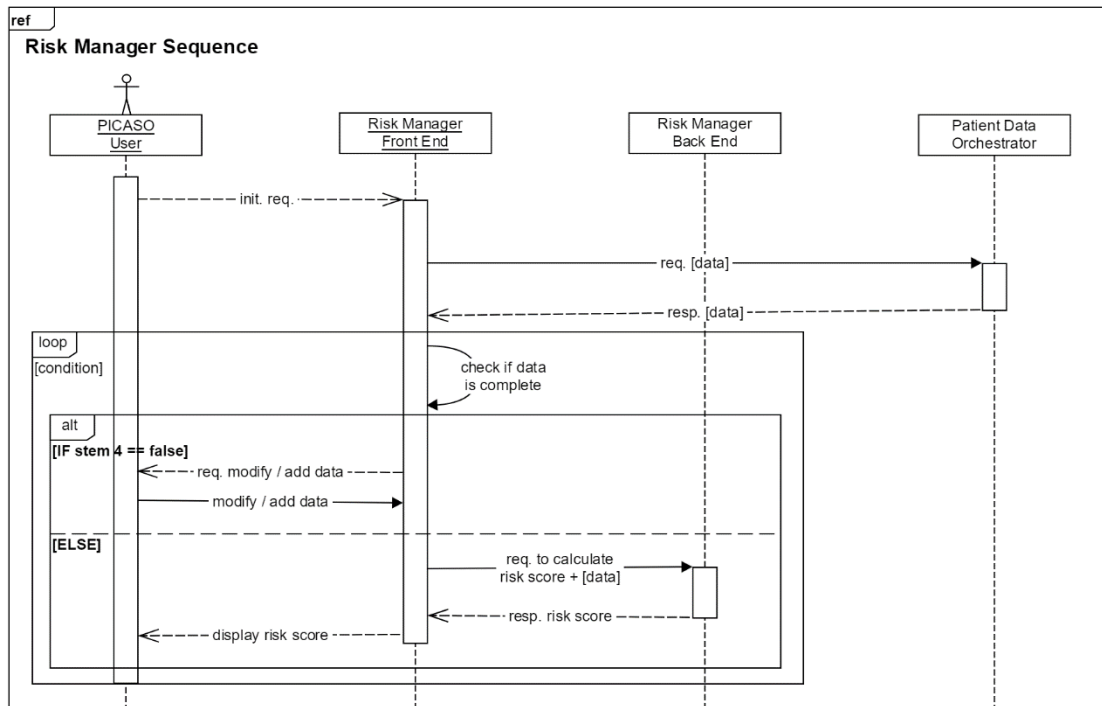 ref
Risk Manager Sequence
PICASO
User
Risk Manager
Front End
Risk Manager
Back End
Patient Data
Orchestrator
init. req.
req. [data]
resp. [data]
loop
[condition]
check if data
is complete
alt
[IF stem 4 == false]
req. modify / add data
modify / add data
[ELSE]
req. to calculate
risk score + [data]
resp. risk score
display risk score